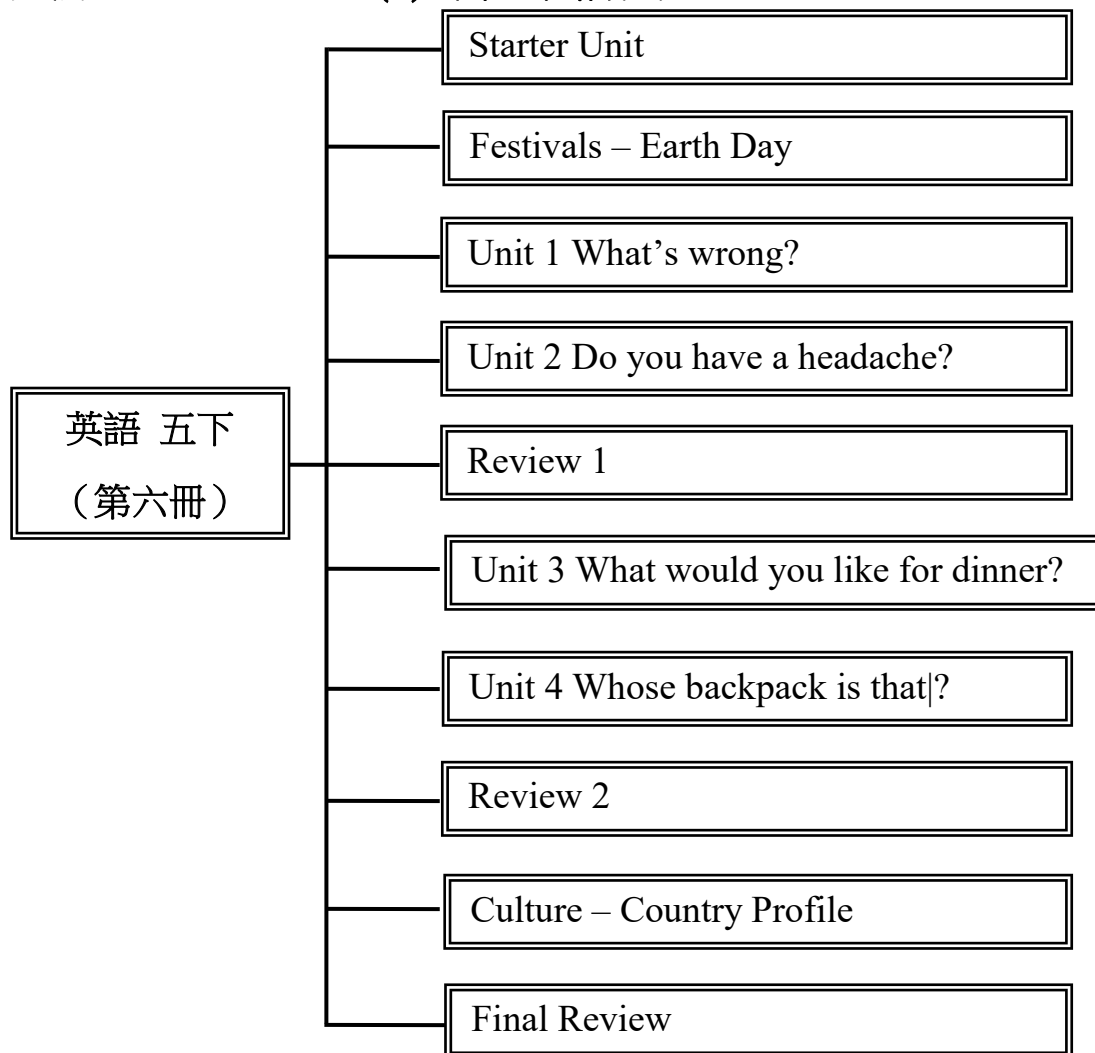 Starter Unit
Festivals – Earth Day
Unit 1 What’s wrong?
Unit 2 Do you have a headache?
英語 五下
（第六冊）
Review 1
Unit 3 What would you like for dinner?
Unit 4 Whose backpack is that|?
Review 2
Culture – Country Profile
Final Review